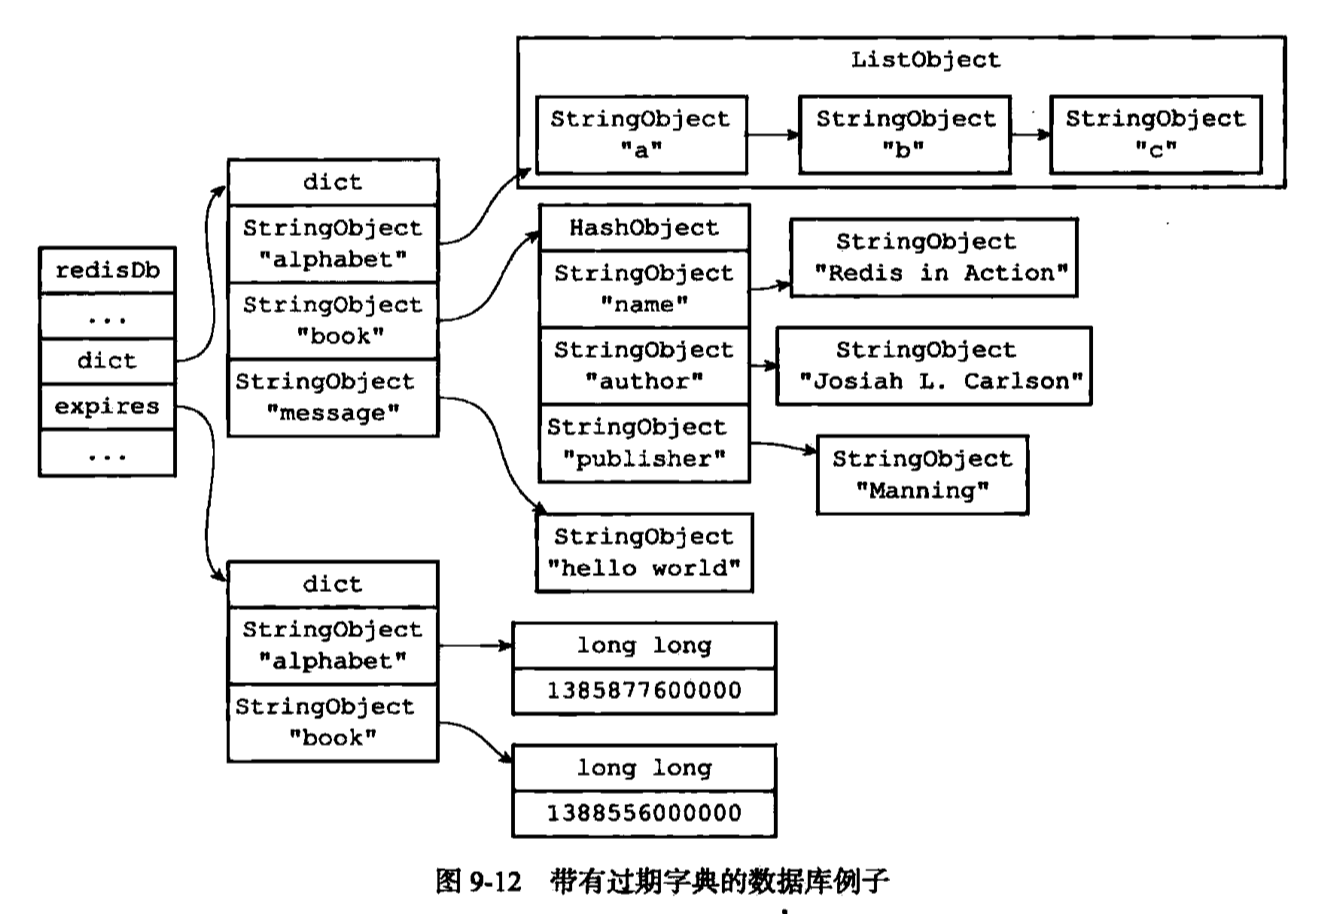 ListObject
StringObject
"a"
StringObject
"b"
StringObject
"c"
dict
StringObject
"alphabet"
StringObject
"book"
StringObject
"message"
redisDb
...
dict
expires
...
HashObject
StringObject
"name"
StringObject
"author"
StringObject
"publisher"
StringObject
"Redis in Action"
StringObject
"Josiah L. Carlson"
StringObject
"Manning"
StringObject
"hello world"
dict
StringObject
"alphabet"
StringObject
"book"
long long
1385877600000
long long
1388556000000
图 9-12 带有过期字典的数据库例子